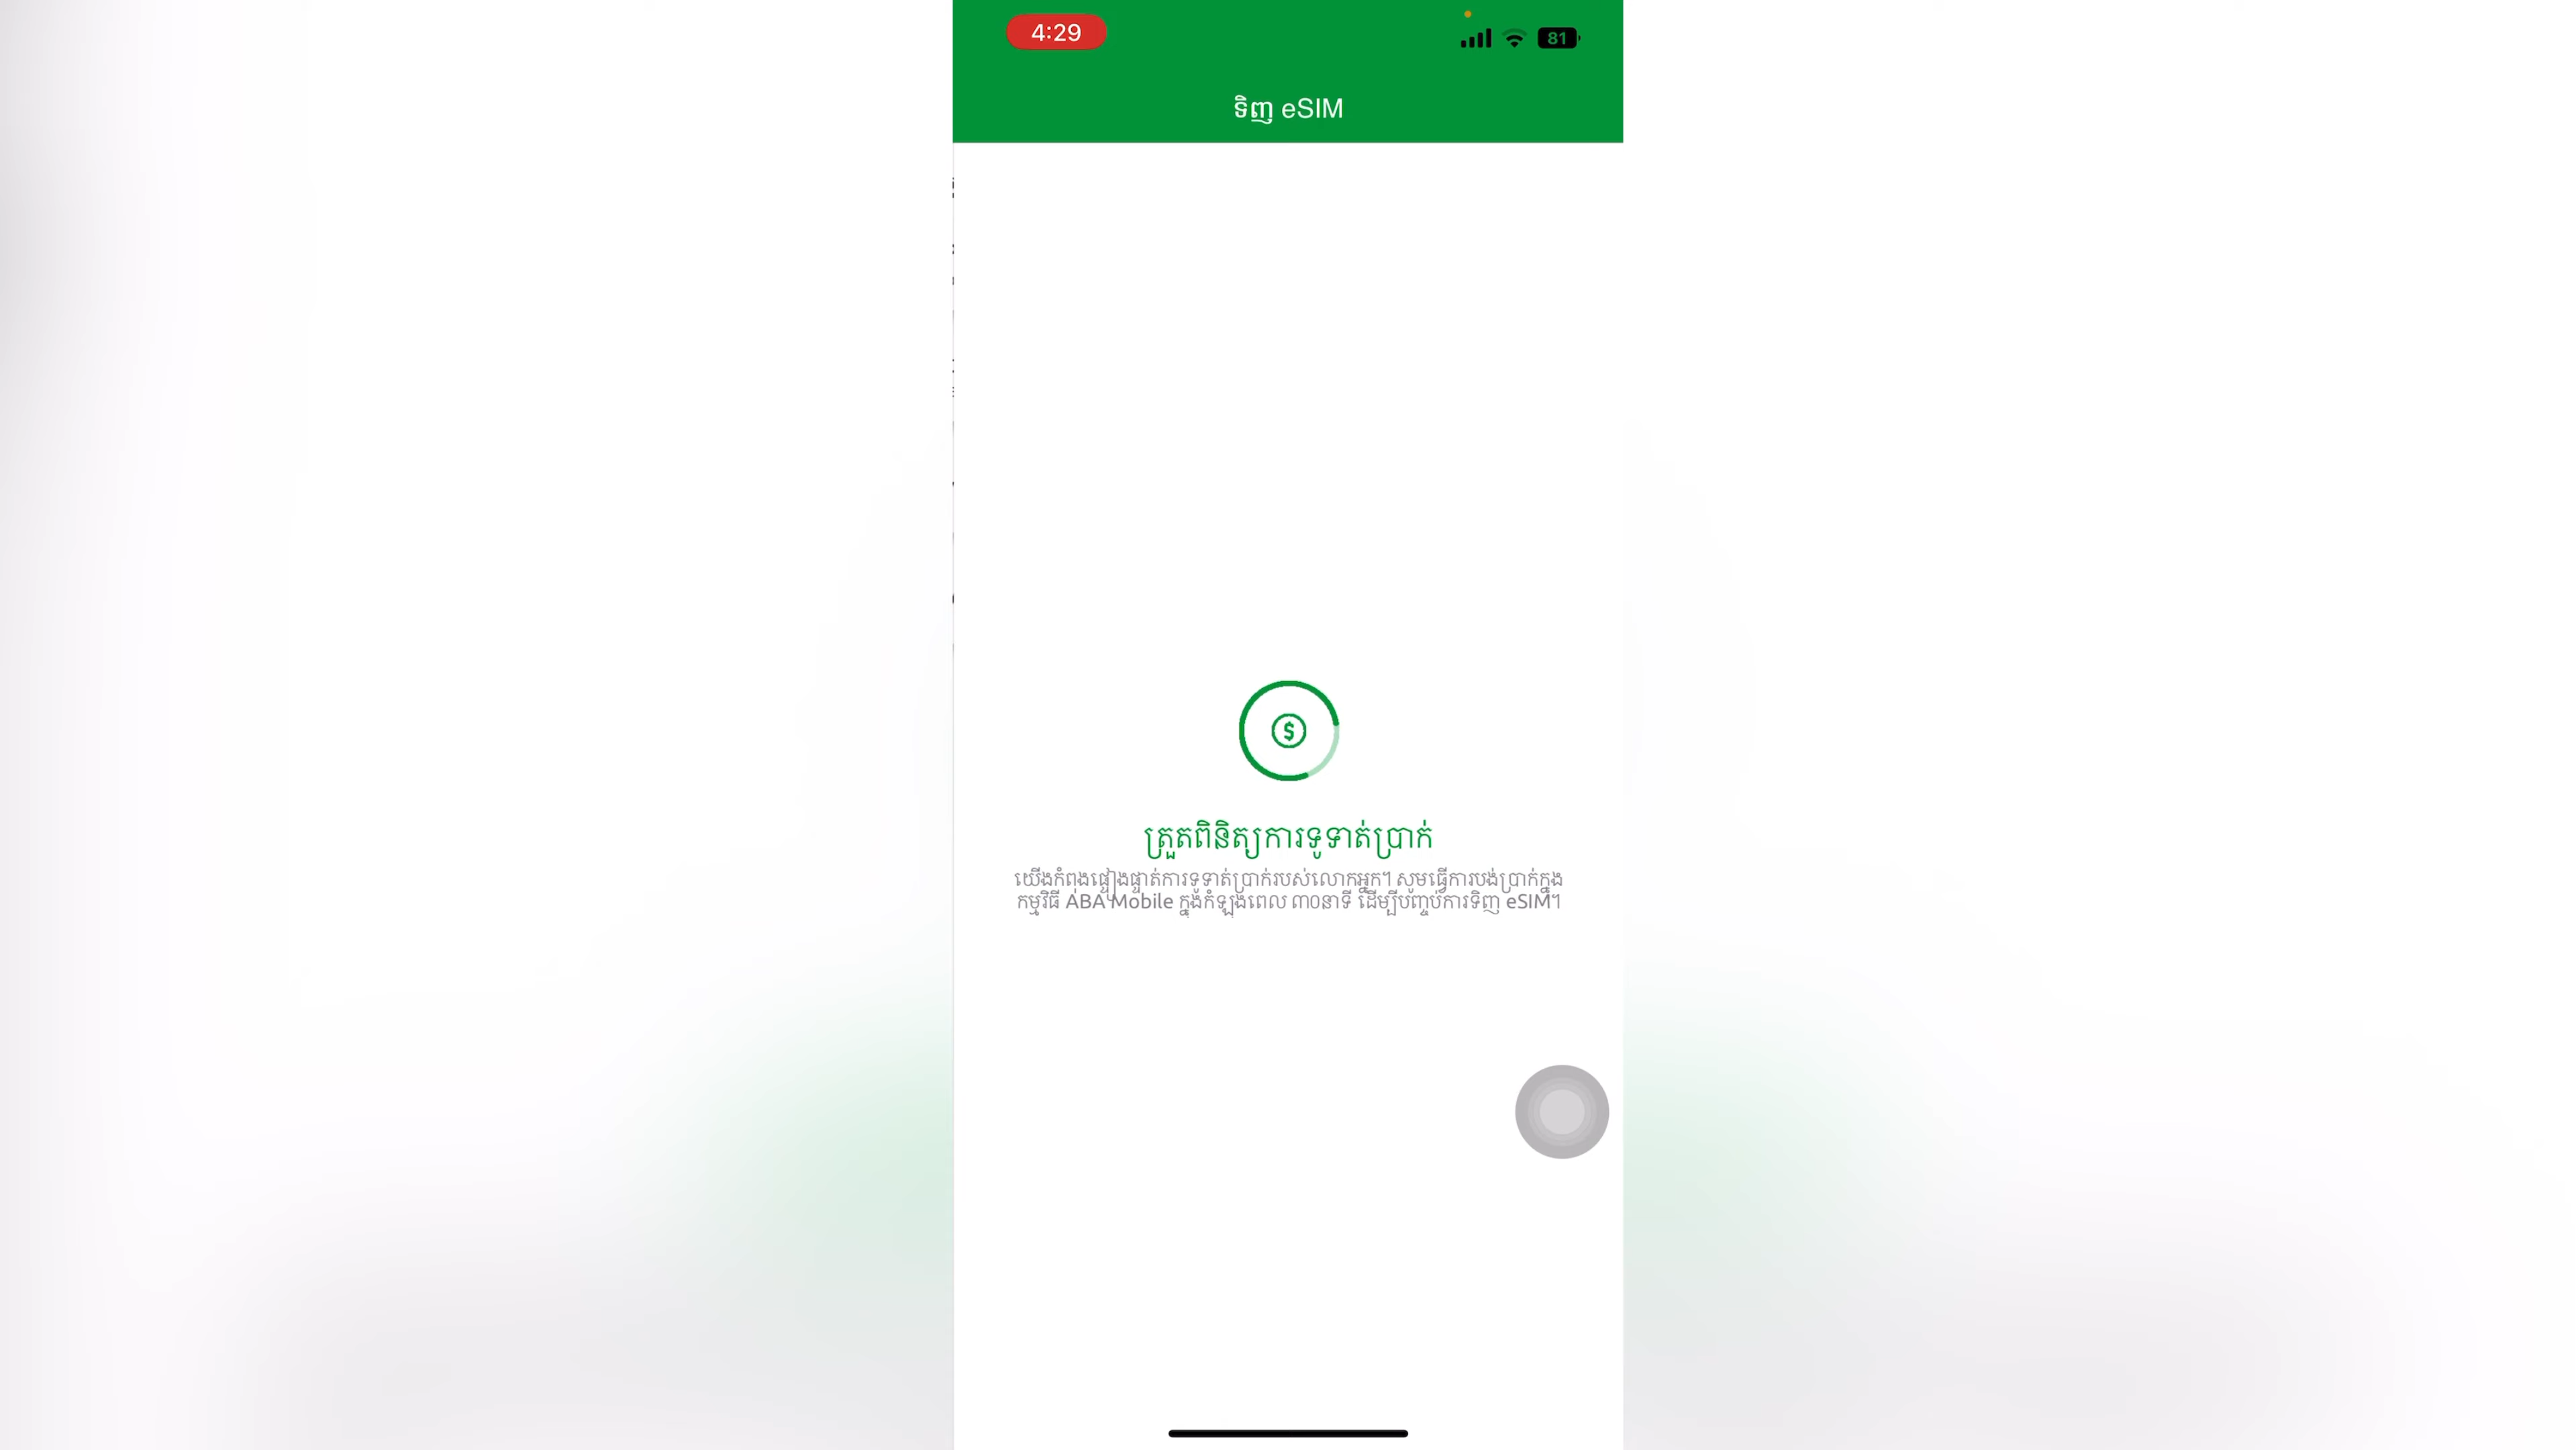 4:29
81
ទិញ eSIM
$
ត្រួតពិនិត្យការទូទាត់ប្រាក់
យើងកំពុងផ្ទៀងផ្ទាត់ការទូទាត់ប្រាក់របស់លោកអ្នក។ សូមធ្វើការបង់ប្រាក់ក្នុង
កម្មវិធី ABA Mobile ក្នុងកំឡុងពេល ៣០នាទី ដើម្បីបញ្ចប់ការទិញ eSIM។